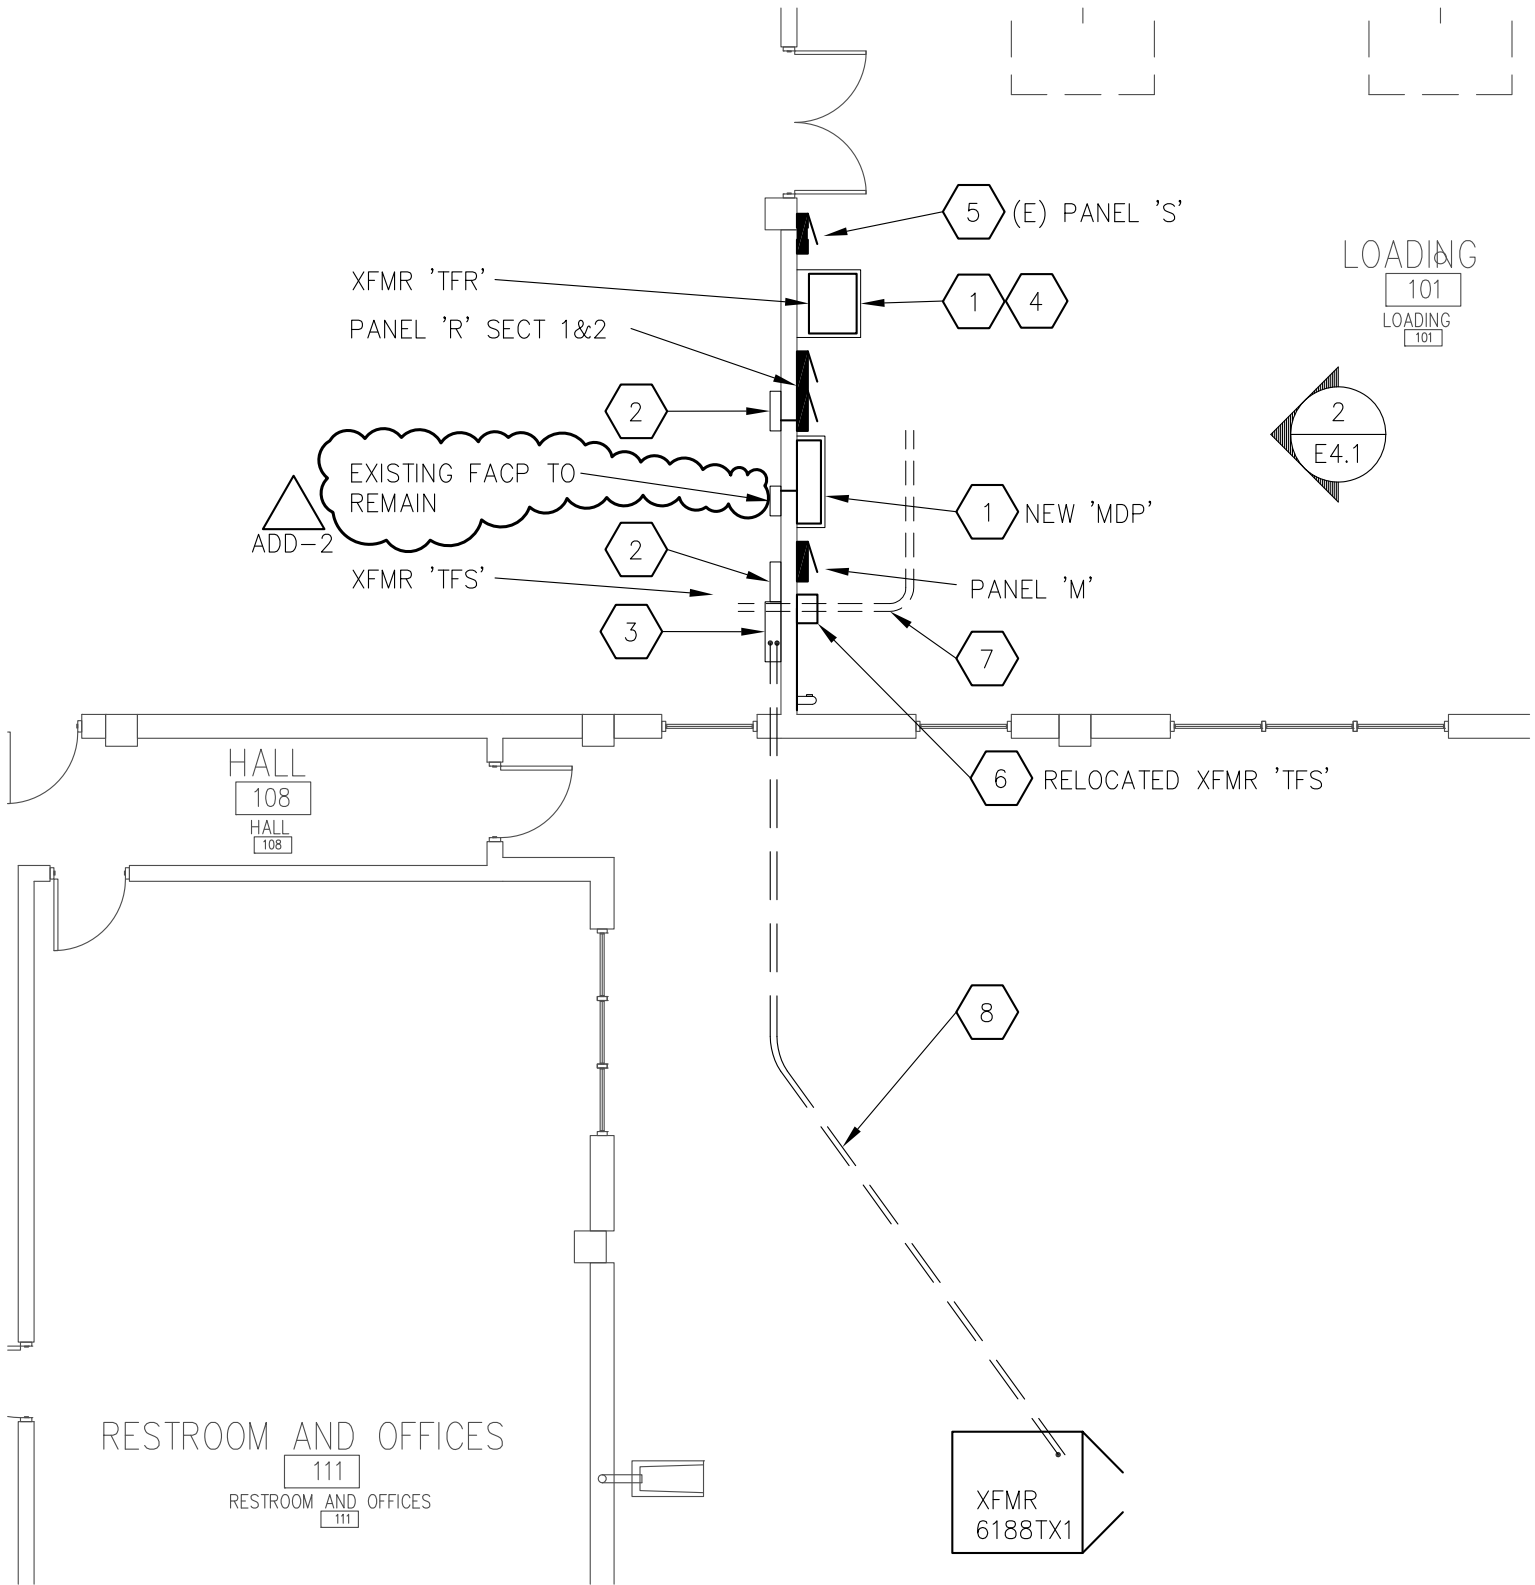 5 (E) PANEL 'S'
XFMR 'TFR'
1 4
LOADING
101
LOADING
101
PANEL 'R' SECT 1&2
2
2
E4.1
EXISTING FACP TO
REMAIN
ADD-2
1 NEW 'MDP'
2
XFMR 'TFS'
PANEL 'M'
3
7
6 RELOCATED XFMR 'TFS'
HALL
108
HALL
108
8
RESTROOM AND OFFICES
111
RESTROOM AND OFFICES
111
XFMR
6188TX1